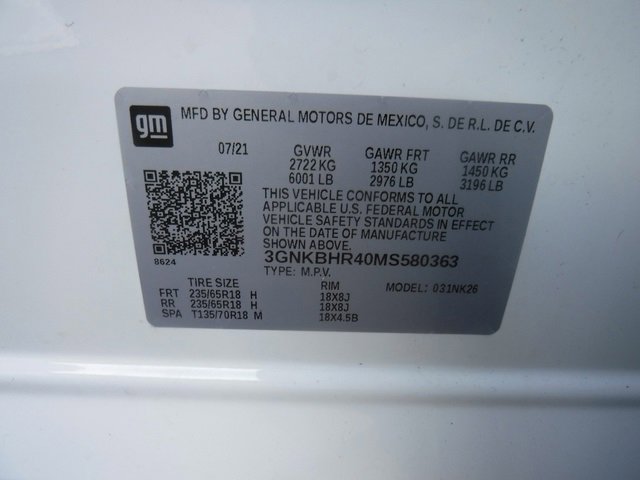 gm
MFD BY GENERAL MOTORS DE MEXICO, S. DE R.L. DE C.V.
07/21 GVWR GAWR FRT GAWR RR
2722 KG 1350 KG 1450 KG
6001 LB 2976 LB 3196 LB
THIS VEHICLE CONFORMS TO ALL
APPLICABLE U.S. FEDERAL MOTOR
VEHICLE SAFETY STANDARDS IN EFFECT
ON THE DATE OF MANUFACTURE
SHOWN ABOVE.
8624
3GNKBHR40MS580363
TYPE: M.P.V. MODEL: 031NK26
TIRE SIZE RIM
FRT 235/65R18 H 18X8J
RR 235/65R18 H 18X8J
SPA T135/70R18 M 18X4.5B